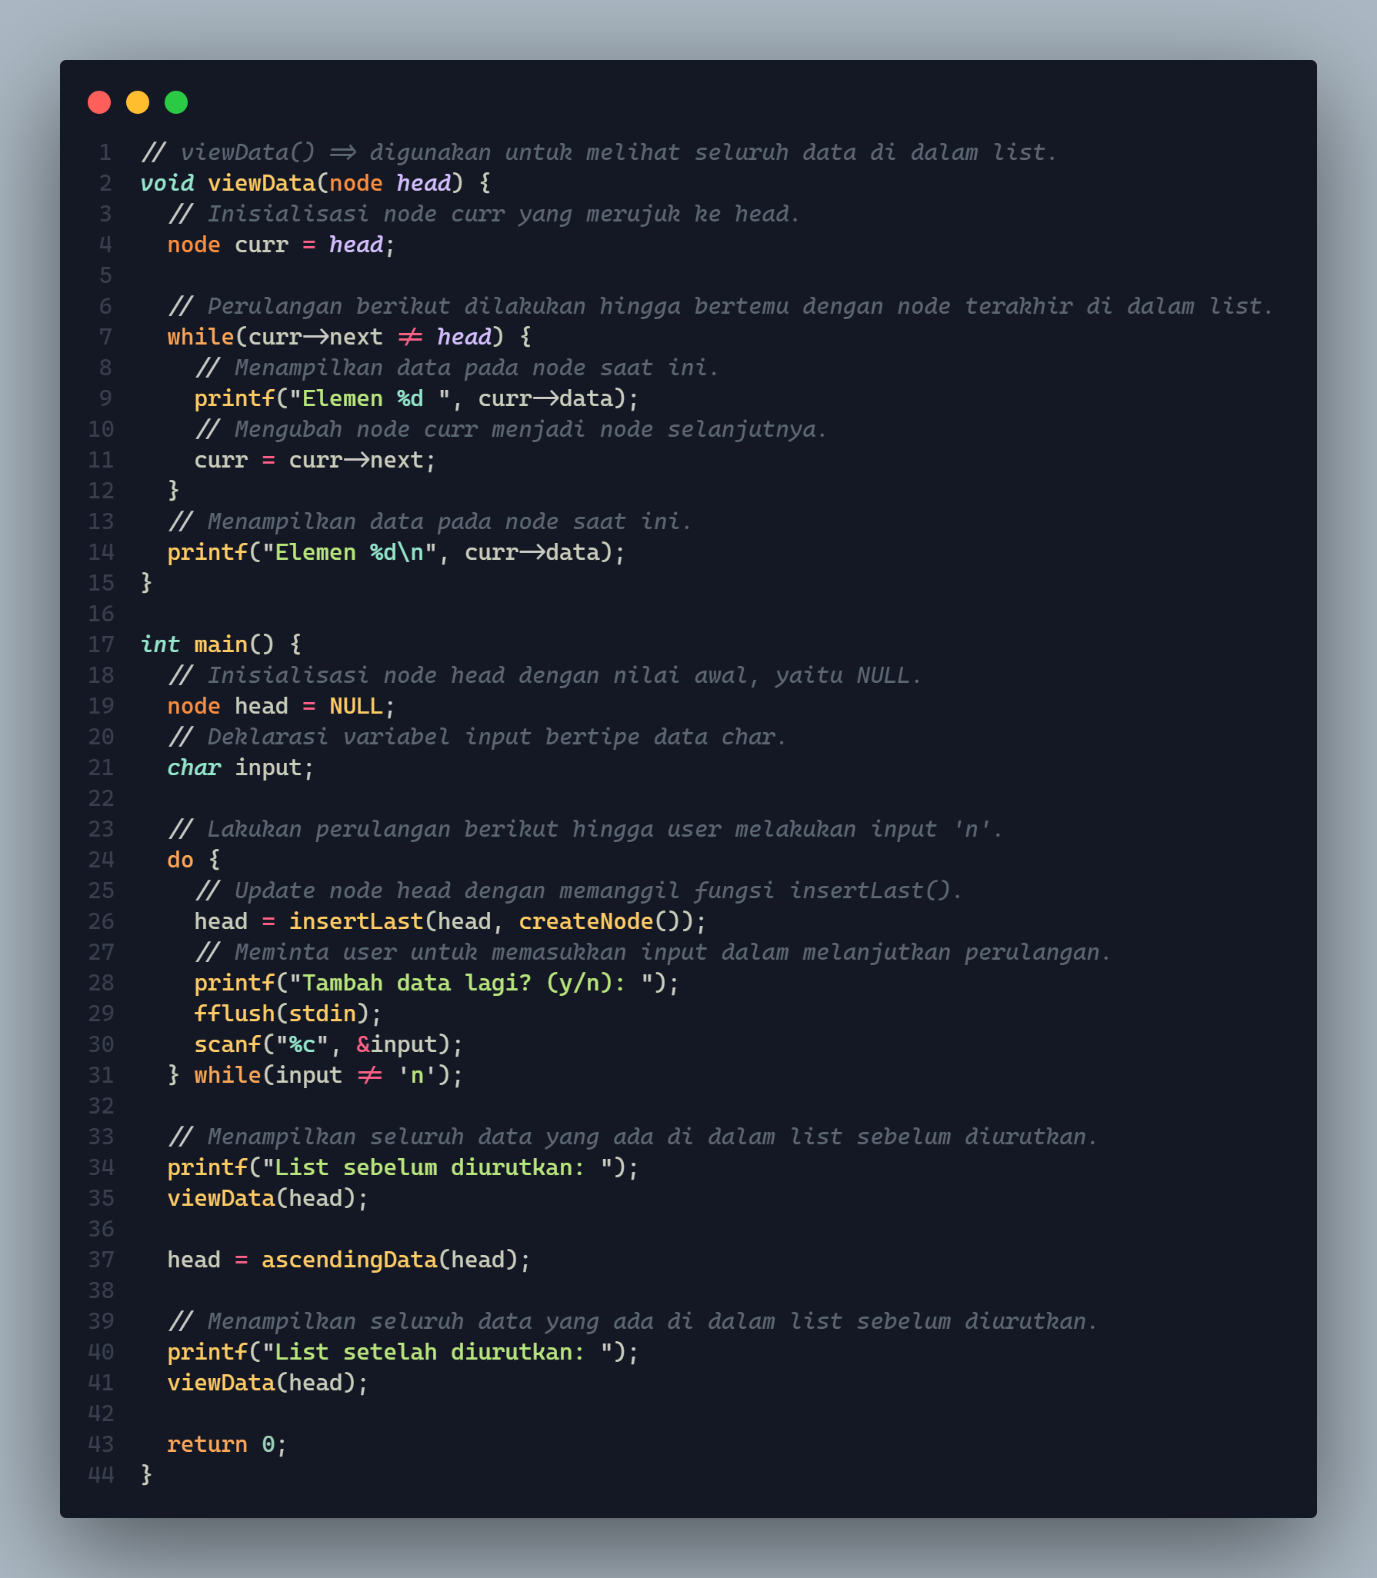 1 // viewData() => digunakan untuk melihat seluruh data di dalam list.
2 void viewData(node head) {
3   // Inisialisasi node curr yang merujuk ke head.
4   node curr = head;
5
6   // Perulangan berikut dilakukan hingga bertemu dengan node terakhir di dalam list.
7   while(curr->next != head) {
8     // Menampilkan data pada node saat ini.
9     printf("Elemen %d ", curr->data);
10     // Mengubah node curr menjadi node selanjutnya.
11     curr = curr->next;
12   }
13   // Menampilkan data pada node saat ini.
14   printf("Elemen %d\n", curr->data);
15 }
16
17 int main() {
18   // Inisialisasi node head dengan nilai awal, yaitu NULL.
19   node head = NULL;
20   // Deklarasi variabel input bertipe data char.
21   char input;
22
23   // Lakukan perulangan berikut hingga user melakukan input 'n'.
24   do {
25     // Update node head dengan memanggil fungsi insertLast().
26     head = insertLast(head, createNode());
27     // Meminta user untuk memasukkan input dalam melanjutkan perulangan.
28     printf("Tambah data lagi? (y/n): ");
29     fflush(stdin);
30     scanf("%c", &input);
31   } while(input != 'n');
32
33   // Menampilkan seluruh data yang ada di dalam list sebelum diurutkan.
34   printf("List sebelum diurutkan: ");
35   viewData(head);
36
37   head = ascendingData(head);
38
39   // Menampilkan seluruh data yang ada di dalam list sebelum diurutkan.
40   printf("List setelah diurutkan: ");
41   viewData(head);
42
43   return 0;
44 }